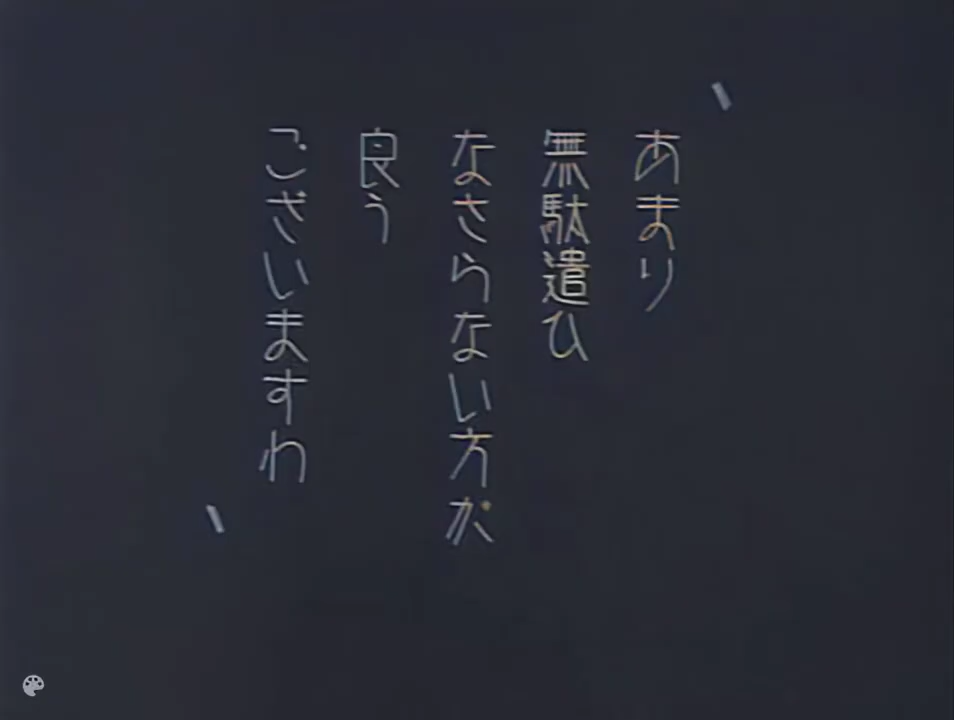 あまり
無駄遣ひ
なさらない方が
良う
ございますわ